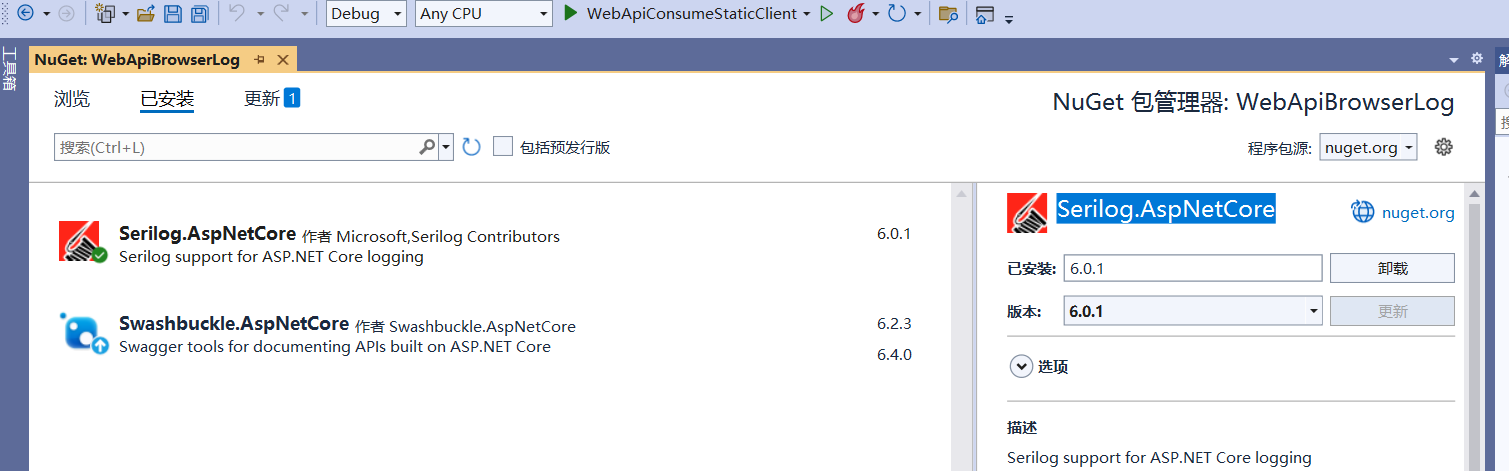 Debug Any CPU WebApiConsumeStaticClient
工具箱
NuGet: WebApiBrowserLog
解
浏览 已安装 更新 1
NuGet 包管理器: WebApiBrowserLog
搜索(Ctrl+L) 包括预发行版
程序包源: nuget.org
搜
Serilog.AspNetCore 作者 Microsoft,Serilog Contributors 6.0.1
Serilog support for ASP.NET Core logging
Swashbuckle.AspNetCore 作者 Swashbuckle.AspNetCore 6.2.3
Swagger tools for documenting APIs built on ASP.NET Core 6.4.0
Serilog.AspNetCore nuget.org
已安装: 6.0.1 卸载
版本: 6.0.1 更新
选项
描述
Serilog support for ASP.NET Core logging